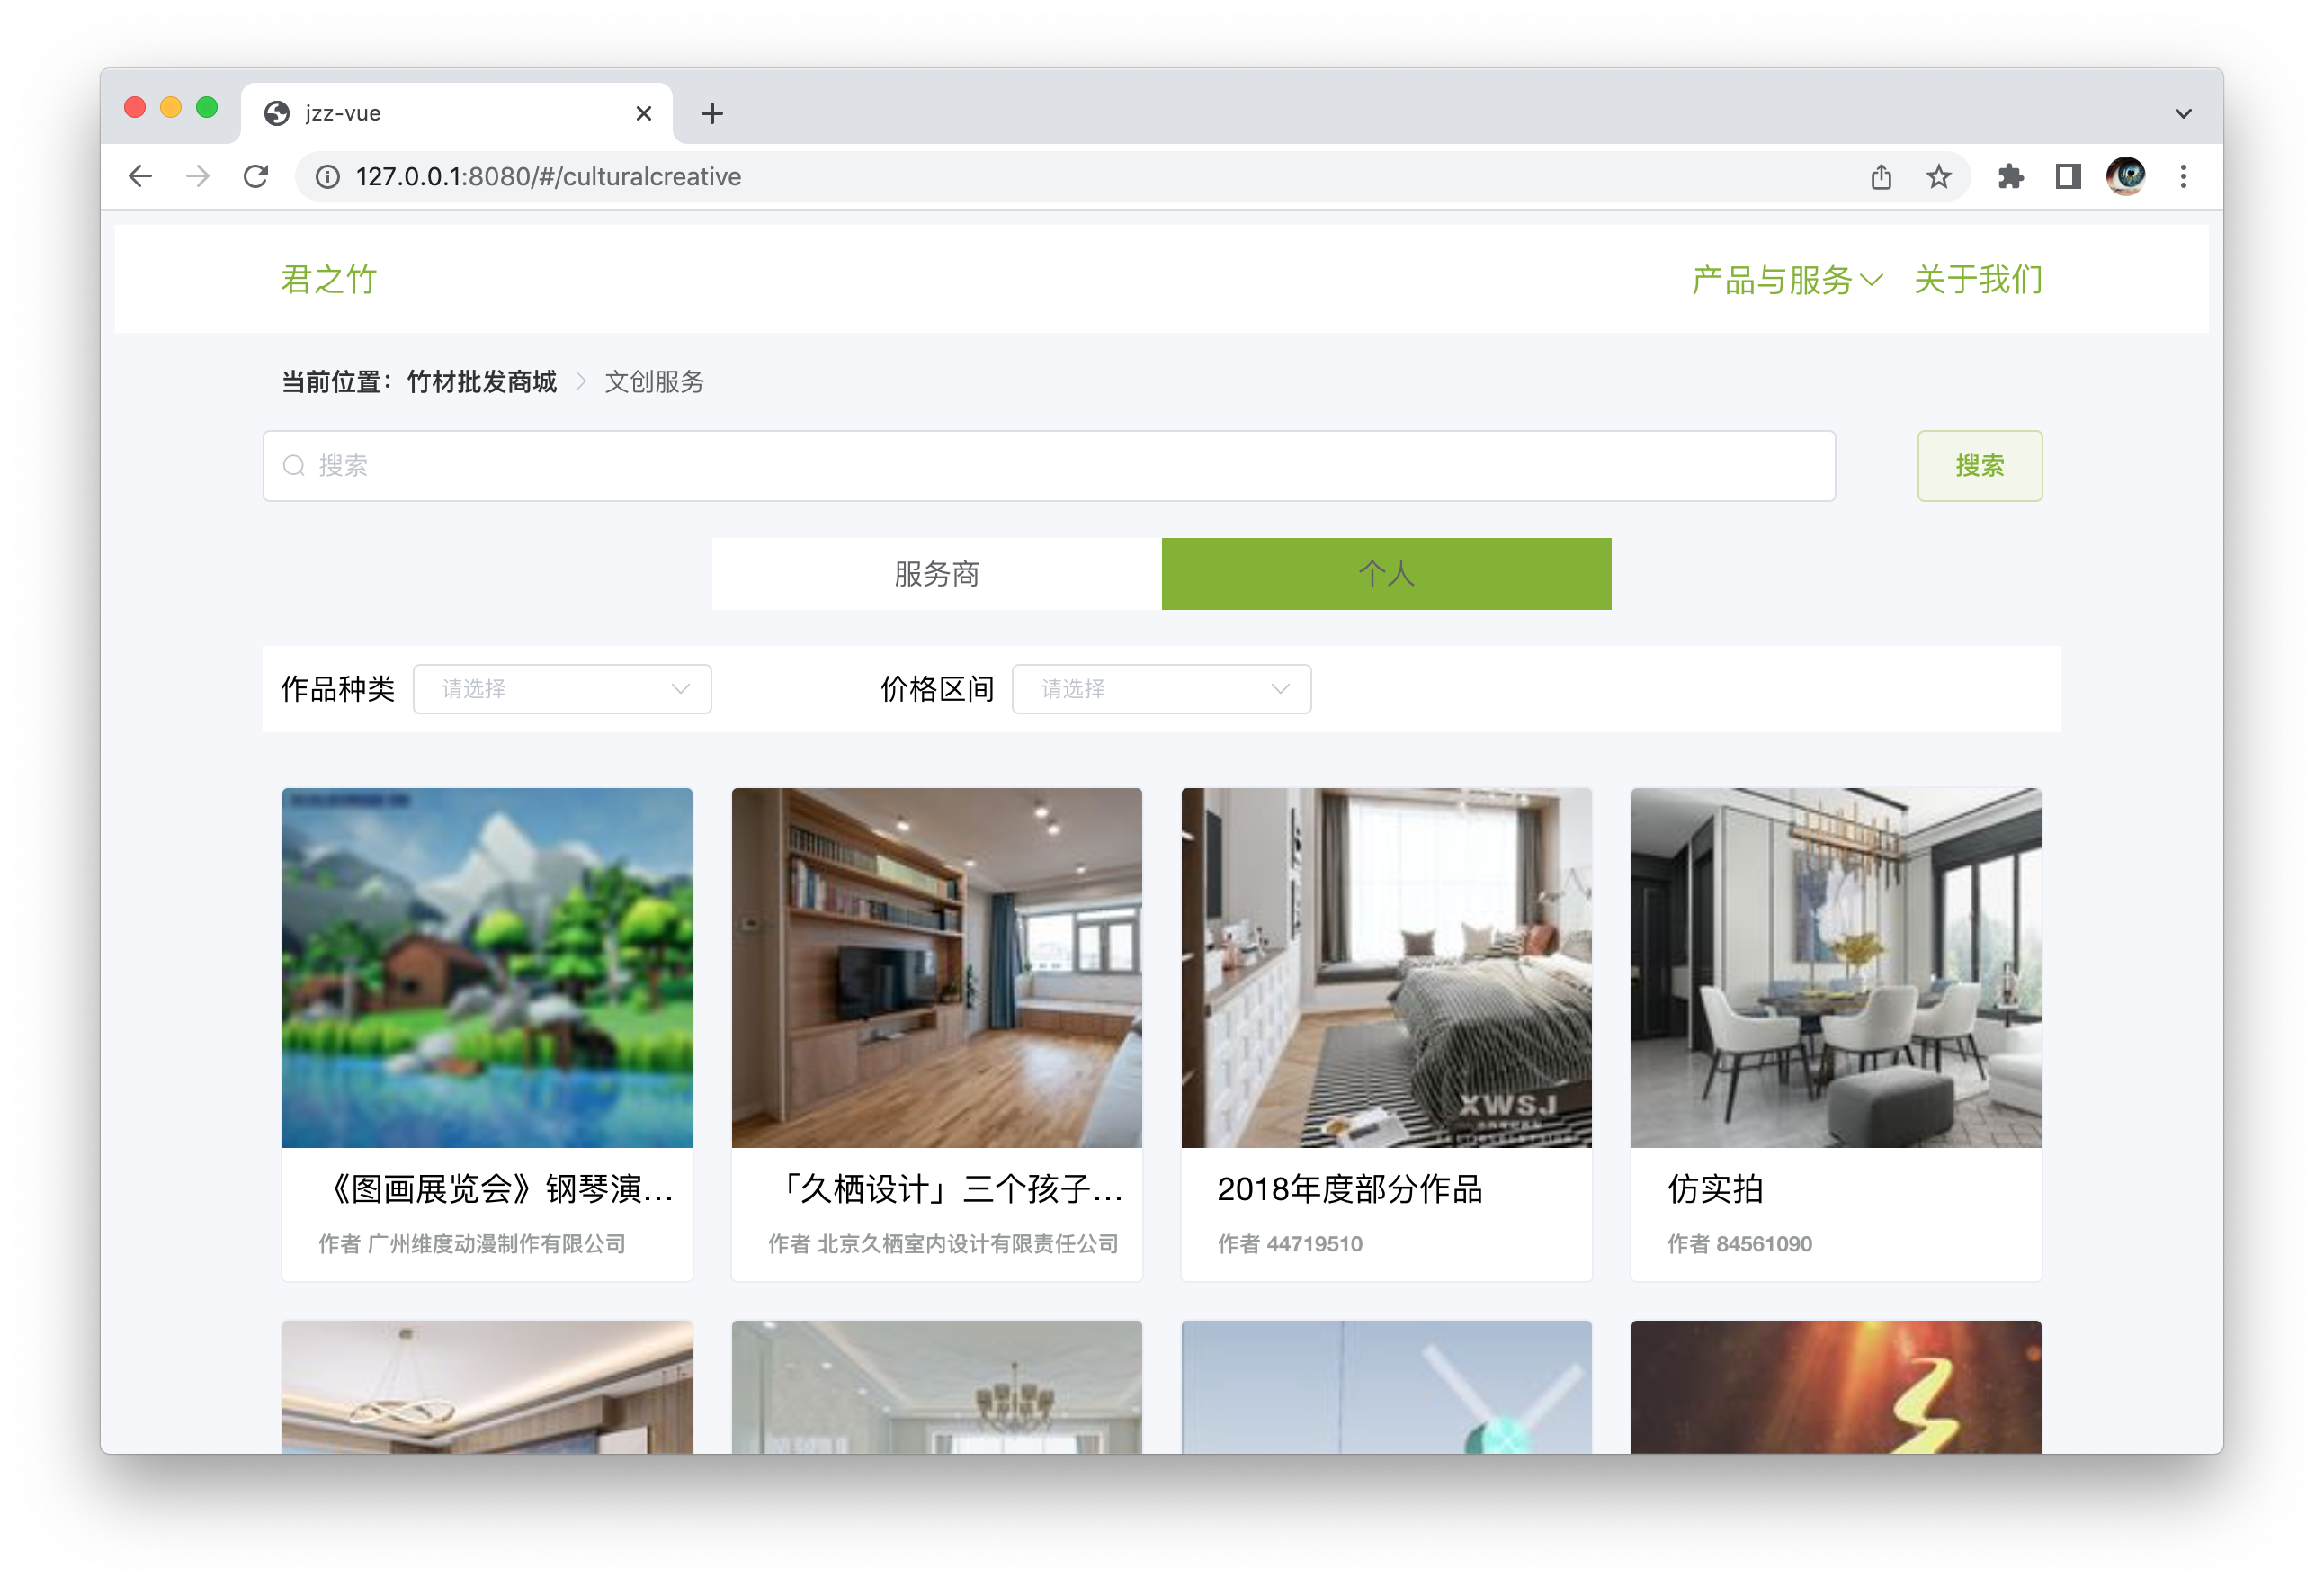 jzz-vue
127.0.0.1:8080/#/culturalcreative
君之竹
产品与服务
关于我们
当前位置：竹材批发商城
文创服务
搜索
搜索
服务商
个人
作品种类
请选择
价格区间
请选择
XWSJ
《图画展览会》钢琴演...
「久栖设计」三个孩子...
2018年度部分作品
仿实拍
作者 广州维度动漫制作有限公司
作者 北京久栖室内设计有限责任公司
作者 44719510
作者 84561090